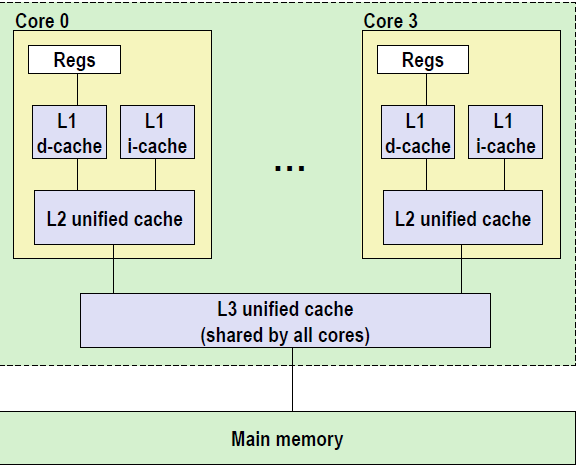 Core 0
Core 3
Regs
Regs
L1
d-cache
L1
i-cache
L1
d-cache
L1
i-cache
...
L2 unified cache
L2 unified cache
L3 unified cache
(shared by all cores)
Main memory